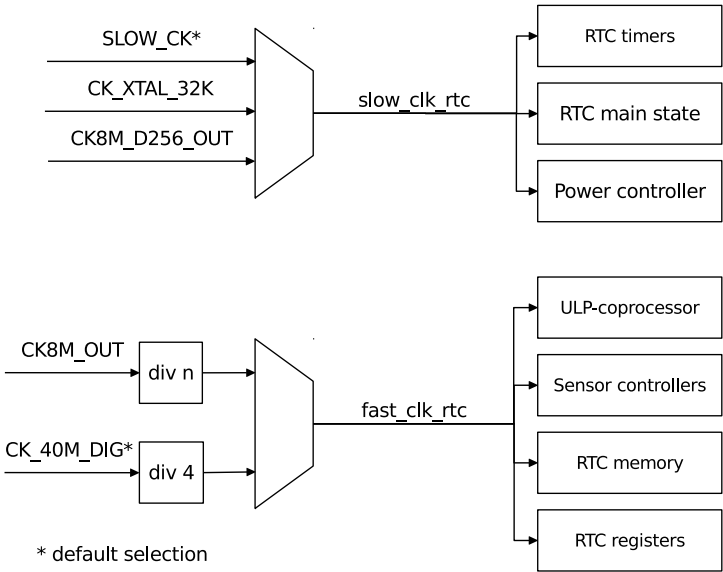 SLOW_CK*
CK_XTAL_32K
CK8M_D256_OUT
slow_clk_rtc
RTC timers
RTC main state
Power controller
CK8M_OUT
div n
CK_40M_DIG*
div 4
fast_clk_rtc
ULP-coprocessor
Sensor controllers
RTC memory
RTC registers
* default selection